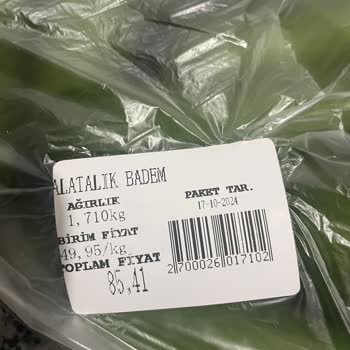 ALATALIK BADEM
AĞIRLIK
1,710kg
BİRİM FİYAT
49,95/kg
TOPLAM FİYAT
85,41
PAKET TAR.
17-10-2024
2 700026 017102